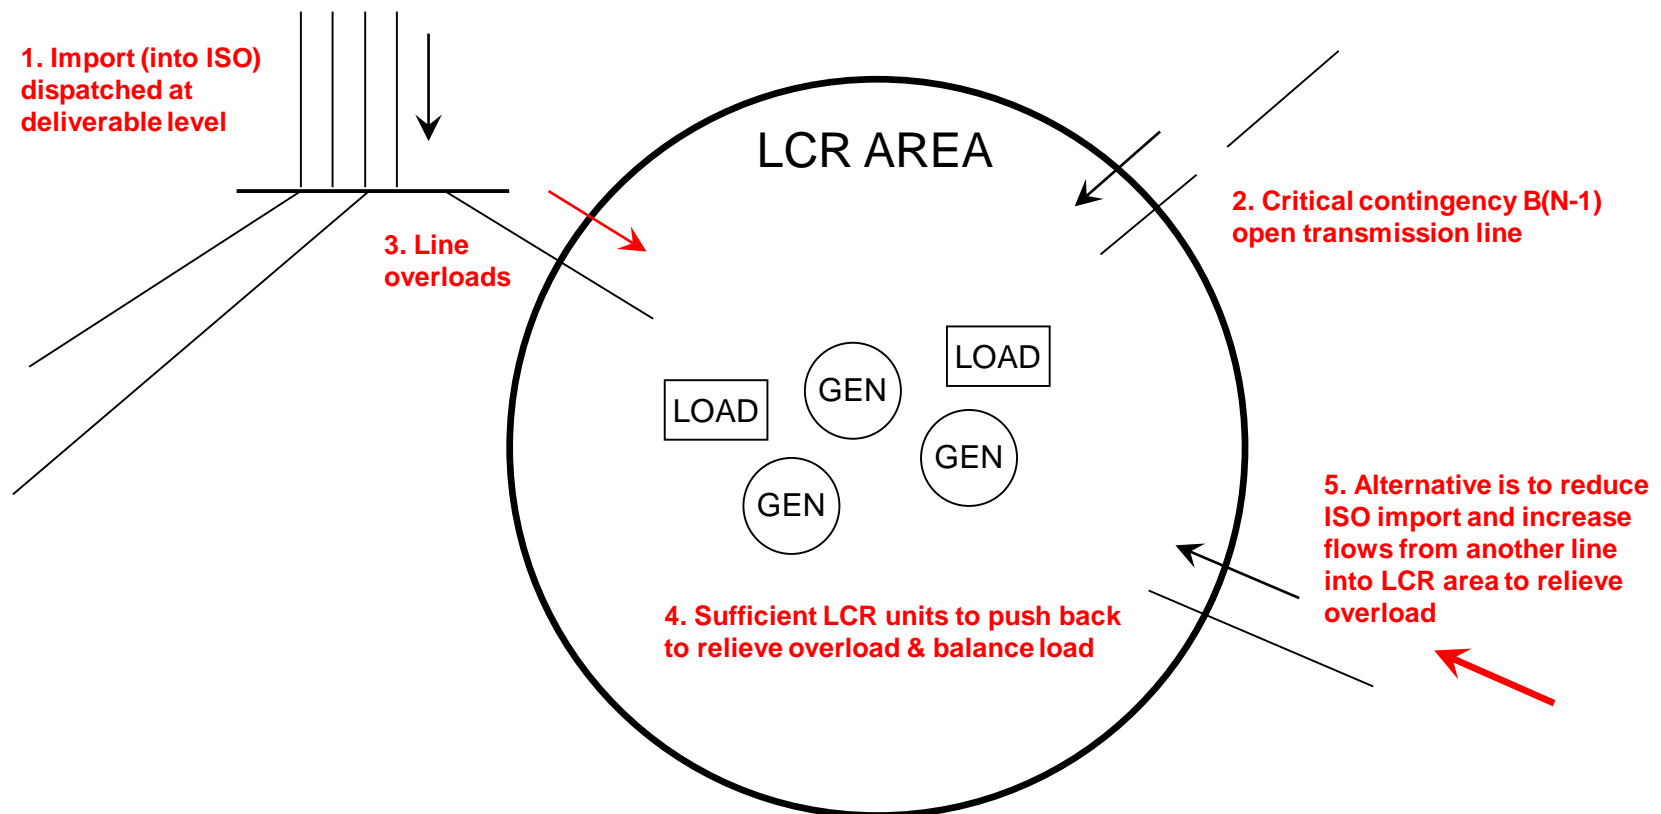 1. Import (into ISO)
dispatched at
deliverable level
LCR AREA
2. Critical contingency B(N-1)
open transmission line
3. Line
overloads
LOAD
GEN
LOAD
GEN
GEN
4. Sufficient LCR units to push back
to relieve overload & balance load
5. Alternative is to reduce
ISO import and increase
flows from another line
into LCR area to relieve
overload